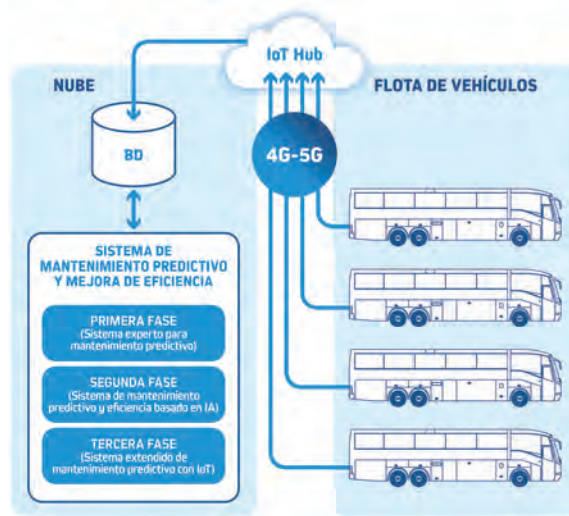 IoT Hub
NUBE
FLOTA DE VEHÍCULOS
BD
4G-5G
SISTEMA DE
MANTENIMIENTO PREDICTIVO
Y MEJORA DE EFICIENCIA
PRIMERA FASE
(Sistema experto para
mantenimiento predictivo)
SEGUNDA FASE
(Sistema de mantenimiento
predictivo y eficiencia basado en IA)
TERCERA FASE
(Sistema extendido de
mantenimiento predictivo con IoT)